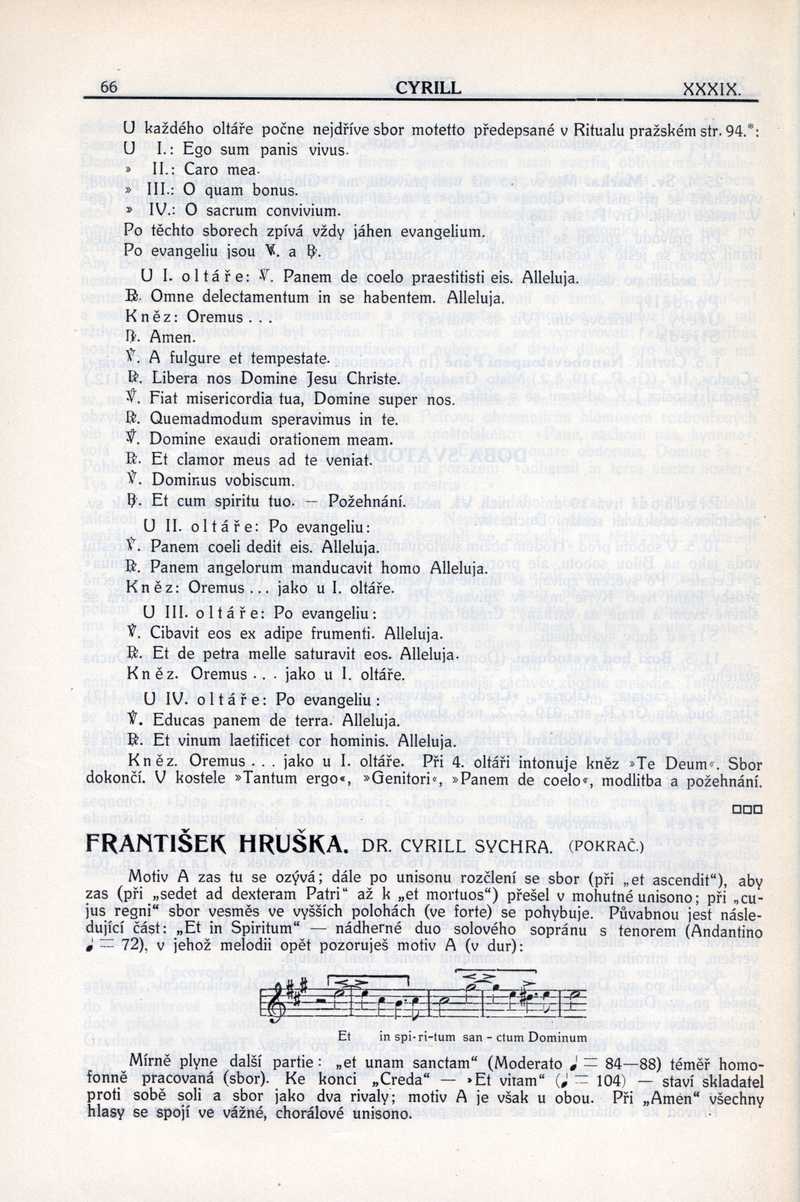 66 CYRILL XXXIX.
U každého oltáře počne nejdříve sbor motetto předepsané v Ritualu pražském str. 94.*:
U I.: Ego sum panis vivus.
» II.: Caro mea.
» III.: O quam bonus.
» IV.: O sacrum convivium.
Po těchto sborech zpívá vždy jáhen evangelium.
Po evangeliu jsou ℣. a ℟.
U I. oltáře: ℣. Panem de coelo praestitisti eis. Alleluja.
℟. Omne delectamentum in se habentem. Alleluja.
Kněz: Oremus . . .
℟. Amen.
℣. A fulgure et tempestate.
℟. Libera nos Domine Jesu Christe.
℣. Fiat misericordia tua, Domine super nos.
℟. Quemadmodum speravimus in te.
℣. Domine exaudi orationem meam.
℟. Et clamor meus ad te veniat.
℣. Dominus vobiscum.
℟. Et cum spiritu tuo. — Požehnání.
U II. oltáře: Po evangeliu:
℣. Panem coeli dedit eis. Alleluja.
℟. Panem angelorum manducavit homo Alleluja.
Kněz: Oremus ... jako u I. oltáře.
U III. oltáře: Po evangeliu:
℣. Cibavit eos ex adipe frumenti. Alleluja.
℟. Et de petra melle saturavit eos. Alleluja.
Kněz. Oremus . . . jako u I. oltáře.
U IV. oltáře: Po evangeliu:
℣. Educas panem de terra. Alleluja.
℟. Et vinum laetificet cor hominis. Alleluja.
Kněz. Oremus . . . jako u I. oltáře. Při 4. oltáři intonuje kněz »Te Deum«. Sbor
dokončí. V kostele »Tantum ergo«, »Genitori«, »Panem de coelo«, modlitba a požehnání.
FRANTIŠEK HRUŠKA. DR. CYRILL SYCHRA. (POKRAČ.)
Motiv A zas tu se ozývá; dále po unisonu rozčlení se sbor (při „et ascendit“), aby
zas (při „sedet ad dexteram Patri“ až k „et mortuos“) přešel v mohutné unisono; při „cu-
jus regni“ sbor vesměs ve vyšších polohách (ve forte) se pohybuje. Půvabnou jest násle-
dující část: „Et in Spiritum“ — nádherné duo solového sopránu s tenorem (Andantino
♩ = 72), v jehož melodii opět pozoruješ motiv A (v dur):
Et in spi-ri-tum san - ctum Dominum
Mírně plyne další partie: „et unam sanctam“ (Moderato ♩ = 84—88) téměř homo-
fonně pracovaná (sbor). Ke konci „Creda“ — »Et vitam“ (♩ = 104) — staví skladatel
proti sobě soli a sbor jako dva rivaly; motiv A je však u obou. Při „Amen“ všechny
hlasy se spojí ve vážné, chorálové unisono.